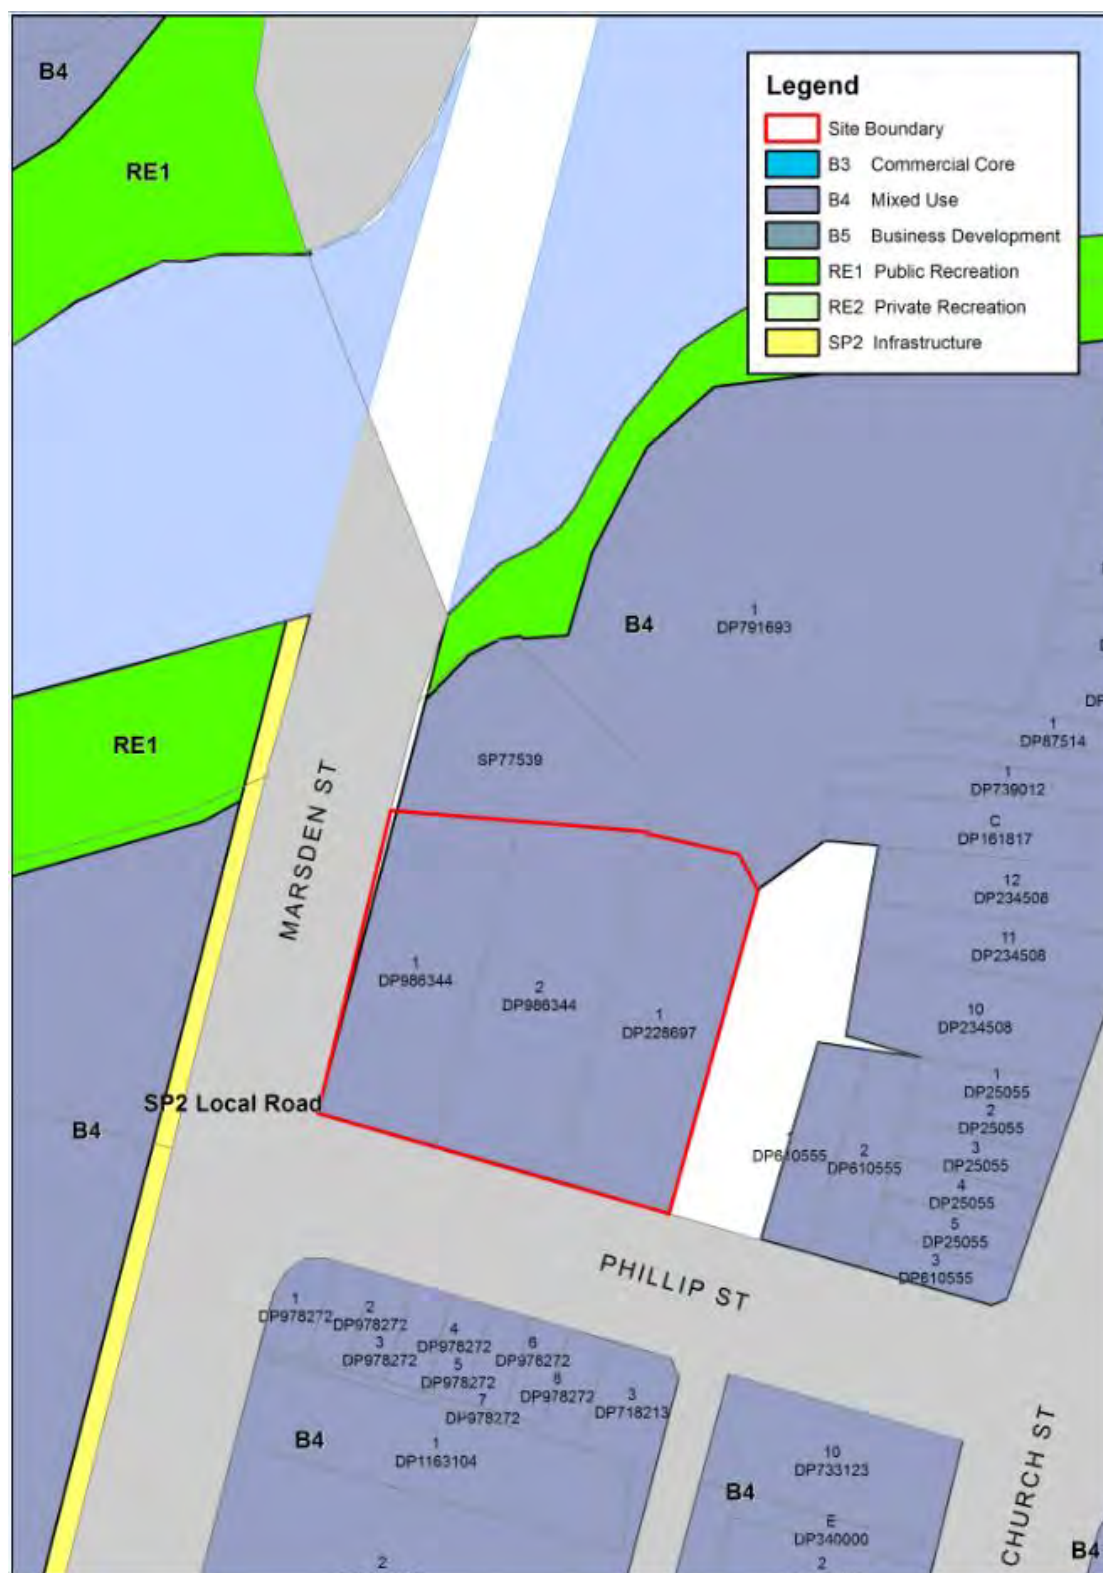 B4
RE1
Legend
Site Boundary
B3 Commercial Core
B4 Mixed Use
B5 Business Development
RE1 Public Recreation
RE2 Private Recreation
SP2 Infrastructure
B4
1
DP791693
1
DP87514
RE1
SP77539
1
DP739012
C
DP161817
MARSDEN ST
12
DP234508
11
DP234508
1
DP986344
2
DP986344
1
DP228697
10
DP234508
SP2 Local Road
B4
1
DP25055
2
DP25055
DP610555
2
DP610555
3
DP25055
4
DP25055
5
DP25055
3
DP610555
PHILLIP ST
1
DP978272
2
DP978272
3
DP978272
4
DP978272
5
DP978272
6
DP978272
7
DP978272
8
DP978272
3
DP718213
B4
1
DP1163104
10
DP733123
B4
E
DP340000
2
CHURCH ST
B4
2